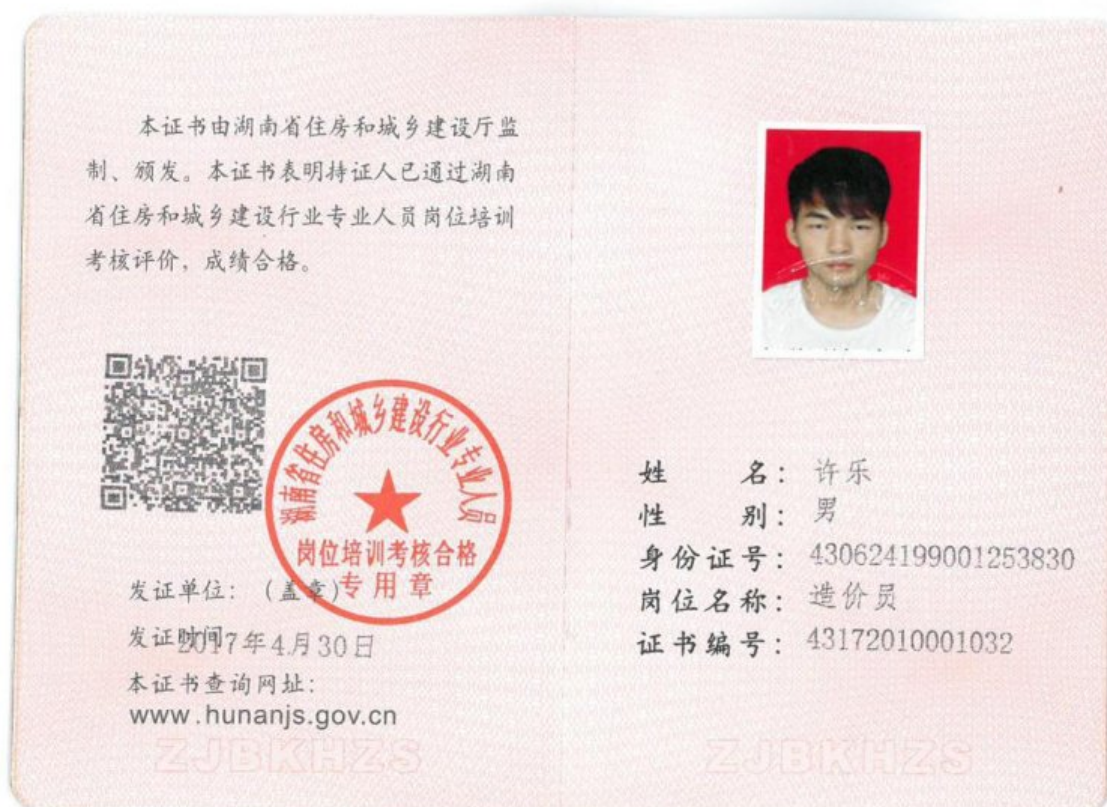 本证书由湖南省住房和城乡建设厅监
制、颁发。本证书表明持证人已通过湖南
省住房和城乡建设行业专业人员岗位培训
考核评价，成绩合格。
湖南省住房和城乡建设行业专业人员
岗位培训考核合格
专用章
发证单位：（盖章）
发证时间2017年4月30日
本证书查询网址：
www.hunanjs.gov.cn
ZJBKHZS
姓名：许乐
性别：男
身份证号：430624199001253830
岗位名称：造价员
证书编号：43172010001032
ZJBKHZS